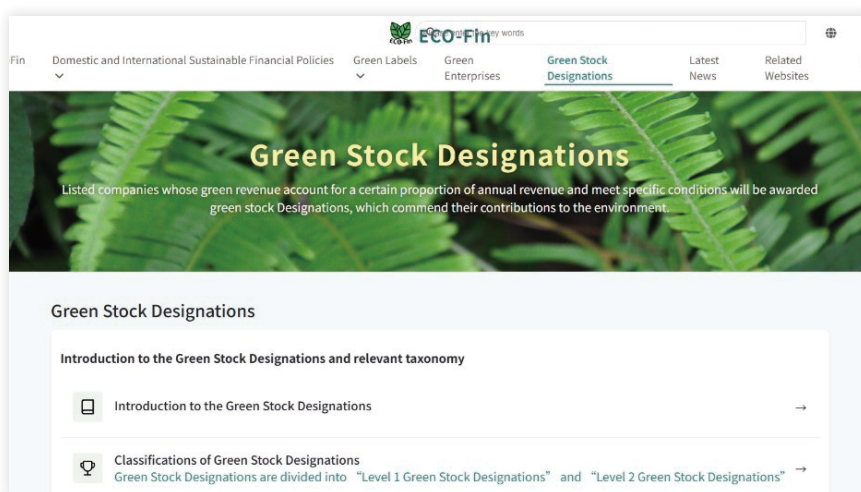 ECO-Fin
ECO-Fin
key words
Fin
Domestic and International Sustainable Financial Policies
Green Labels
Green
Enterprises
Green Stock
Designations
Latest
News
Related
Websites
Green Stock Designations
Listed companies whose green revenue account for a certain proportion of annual revenue and meet specific conditions will be awarded
green stock Designations, which commend their contributions to the environment.
Green Stock Designations
Introduction to the Green Stock Designations and relevant taxonomy
Introduction to the Green Stock Designations
→
Classifications of Green Stock Designations
Green Stock Designations are divided into “Level 1 Green Stock Designations” and “Level 2 Green Stock Designations”
→